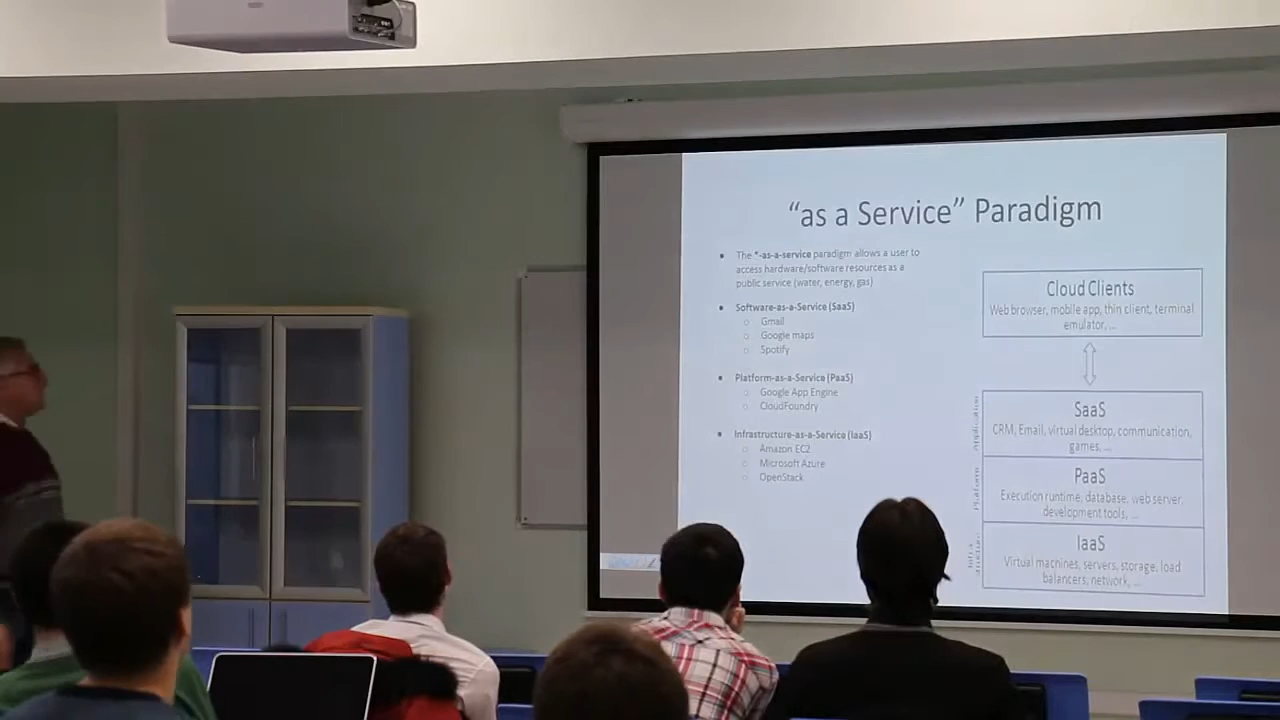 “as a Service” Paradigm
The *-as-a-service paradigm allows a user to
access hardware/software resources as a
public service (water, energy, gas)
Software-as-a-Service (SaaS)
Gmail
Google maps
Spotify
Platform-as-a-Service (PaaS)
Google App Engine
CloudFoundry
Infrastructure-as-a-Service (IaaS)
Amazon EC2
Microsoft Azure
OpenStack
Cloud Clients
Web browser, mobile app, thin client, terminal
emulator, ...
Application
SaaS
CRM, Email, virtual desktop, communication,
games, ...
Platform
PaaS
Execution runtime, database, web server,
development tools, ...
Infra
structure
IaaS
Virtual machines, servers, storage, load
balancers, network, ...